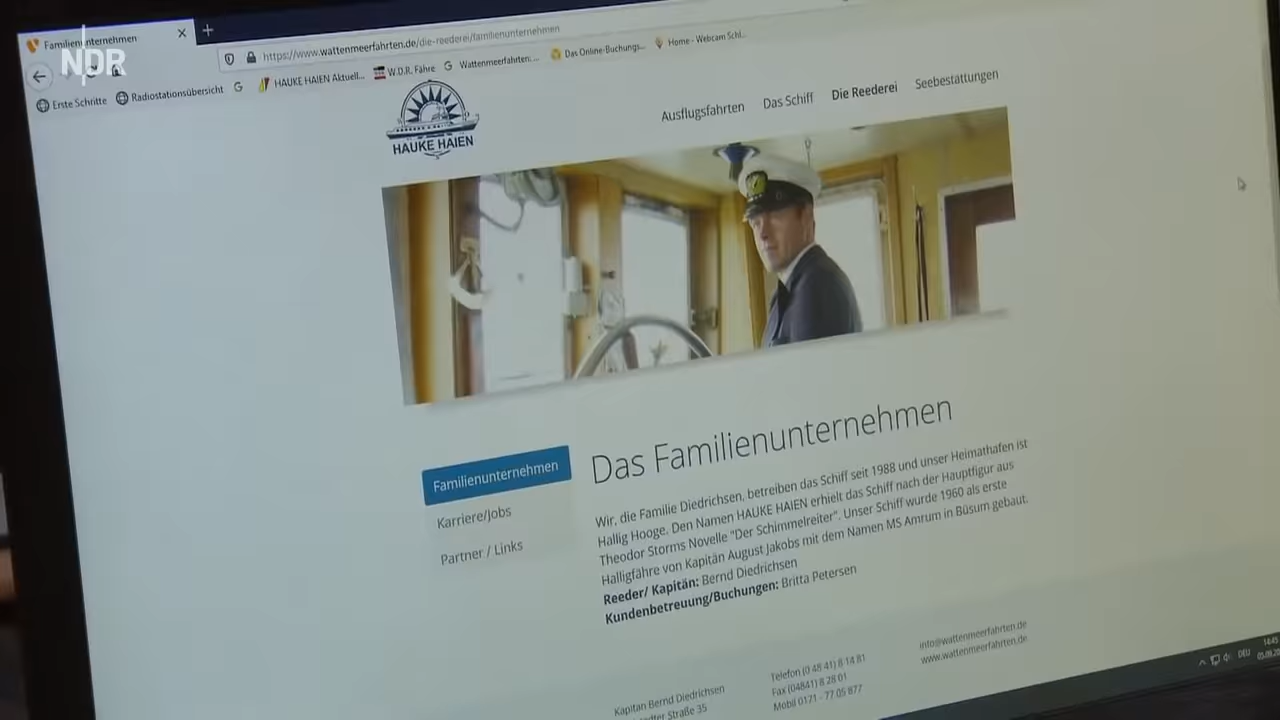 Familienunternehmen
NDR
https://www.wattenmeerfahrten.de/die-reederei/familienunternehmen
Erste Schritte
Radiostationsübersicht
HAUKE HAIEN Aktuell...
W.D.R. Fähre
Wattenmeerfahrten:...
Das Online-Buchungs...
Home - Webcam Schl...
HAUKE HAIEN
Ausflugsfahrten
Das Schiff
Die Reederei
Seebestattungen
Familienunternehmen
Karriere/Jobs
Partner / Links
Das Familienunternehmen
Wir, die Familie Diedrichsen, betreiben das Schiff seit 1988 und unser Heimathafen ist
Hallig Hooge. Den Namen HAUKE HAIEN erhielt das Schiff nach der Hauptfigur aus
Theodor Storms Novelle "Der Schimmelreiter". Unser Schiff wurde 1960 als erste
Halligfähre von Kapitän August Jakobs mit dem Namen MS Amrum in Büsum gebaut.
Reeder/ Kapitän: Bernd Diedrichsen
Kundenbetreuung/Buchungen: Britta Petersen
Kapitän Bernd Diedrichsen
Straße 35
Telefon (0 48 41) 8 14 81
Fax (04841) 8 28 01
Mobil 0171 - 77 05 877
info@wattenmeerfahrten.de
www.wattenmeerfahrten.de
DEU
14:45